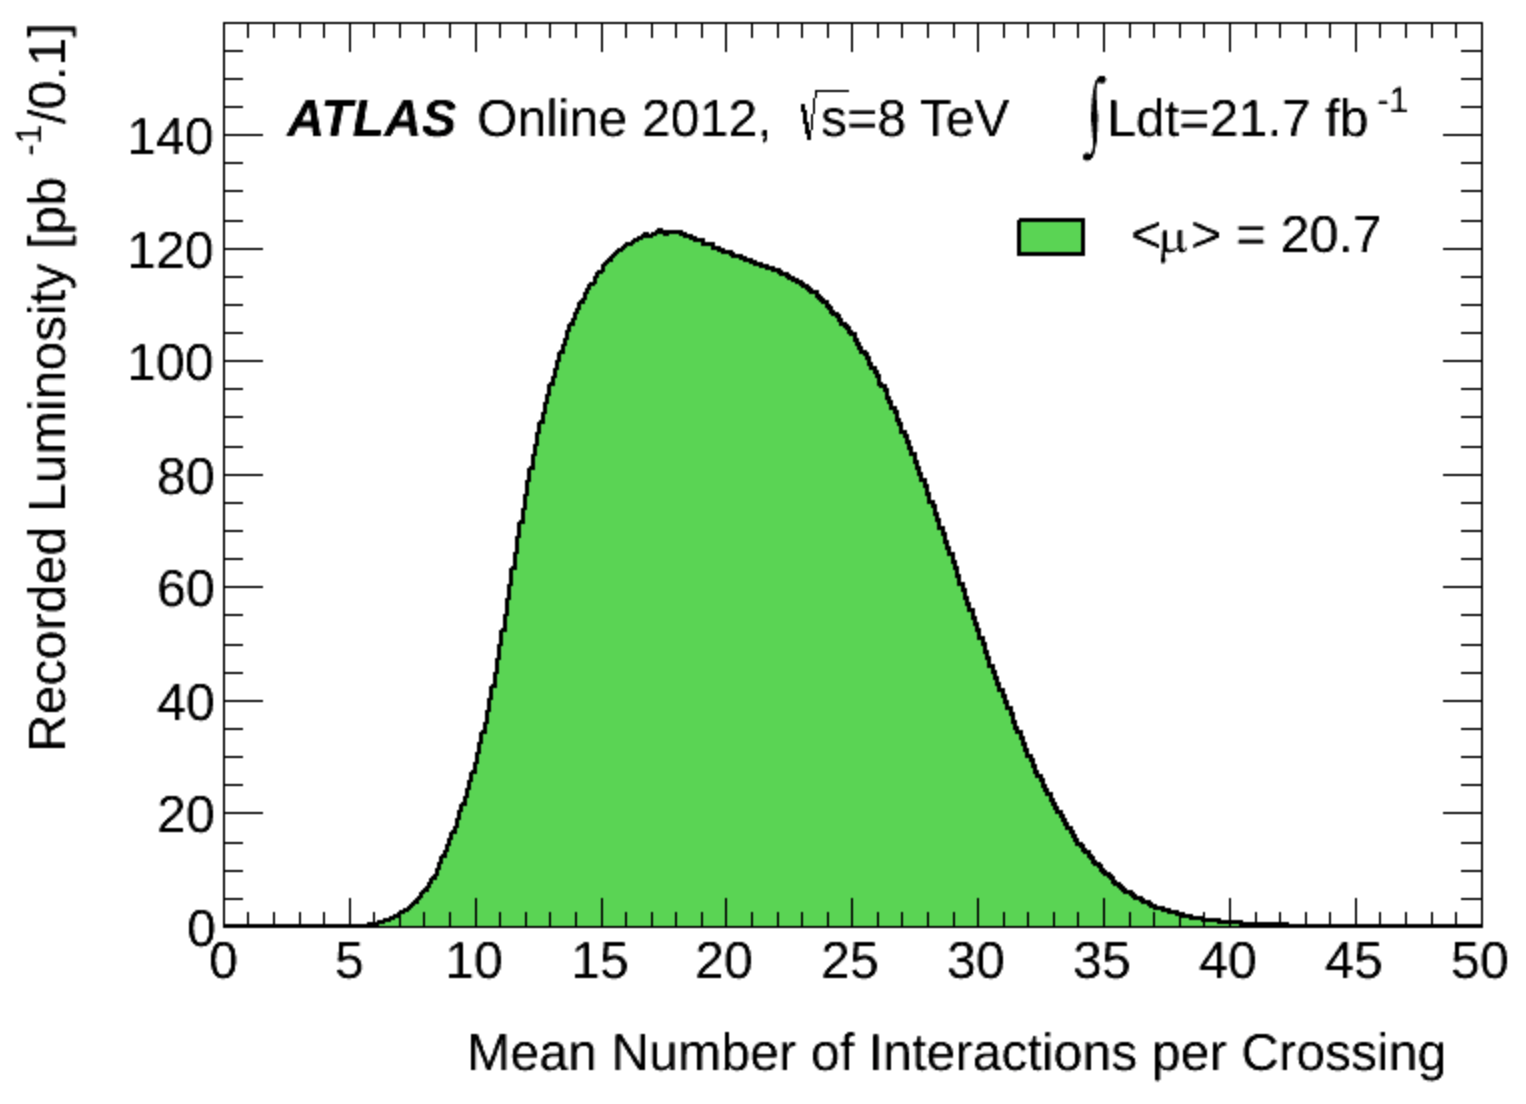 Recorded Luminosity [pb⁻¹/0.1]
ATLAS Online 2012, √s=8 TeV ∫Ldt=21.7 fb⁻¹
<μ> = 20.7
140
120
100
80
60
40
20
0
0 5 10 15 20 25 30 35 40 45 50
Mean Number of Interactions per Crossing